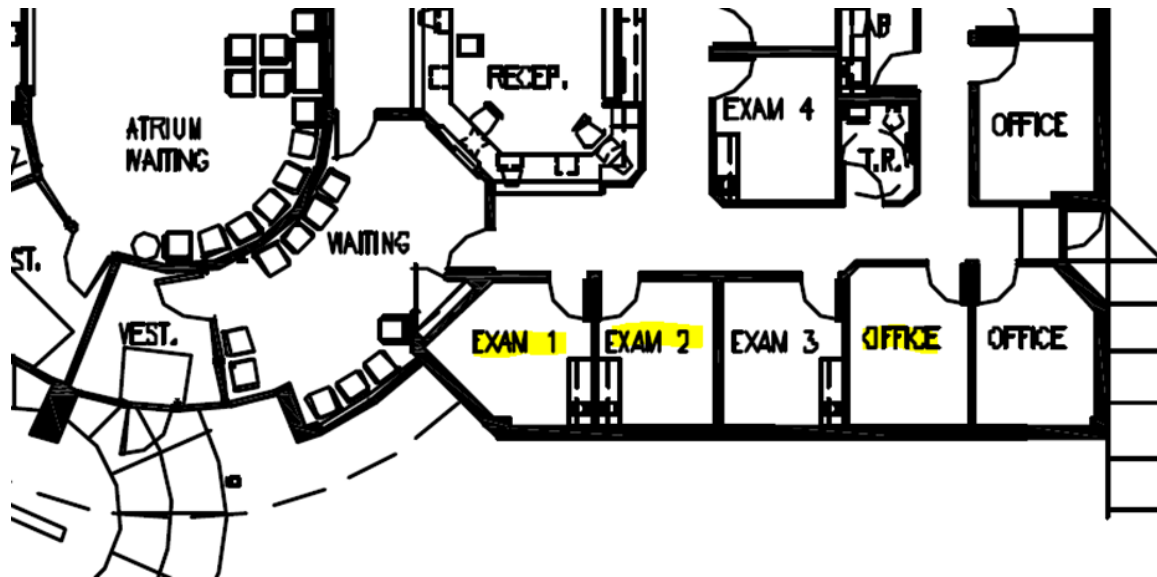 AB
RECEP.
EXAM 4
ATRIUM
WAITING
OFFICE
T.R.
WAITING
ST.
VEST.
EXAM 1
EXAM 2
EXAM 3
OFFICE
OFFICE